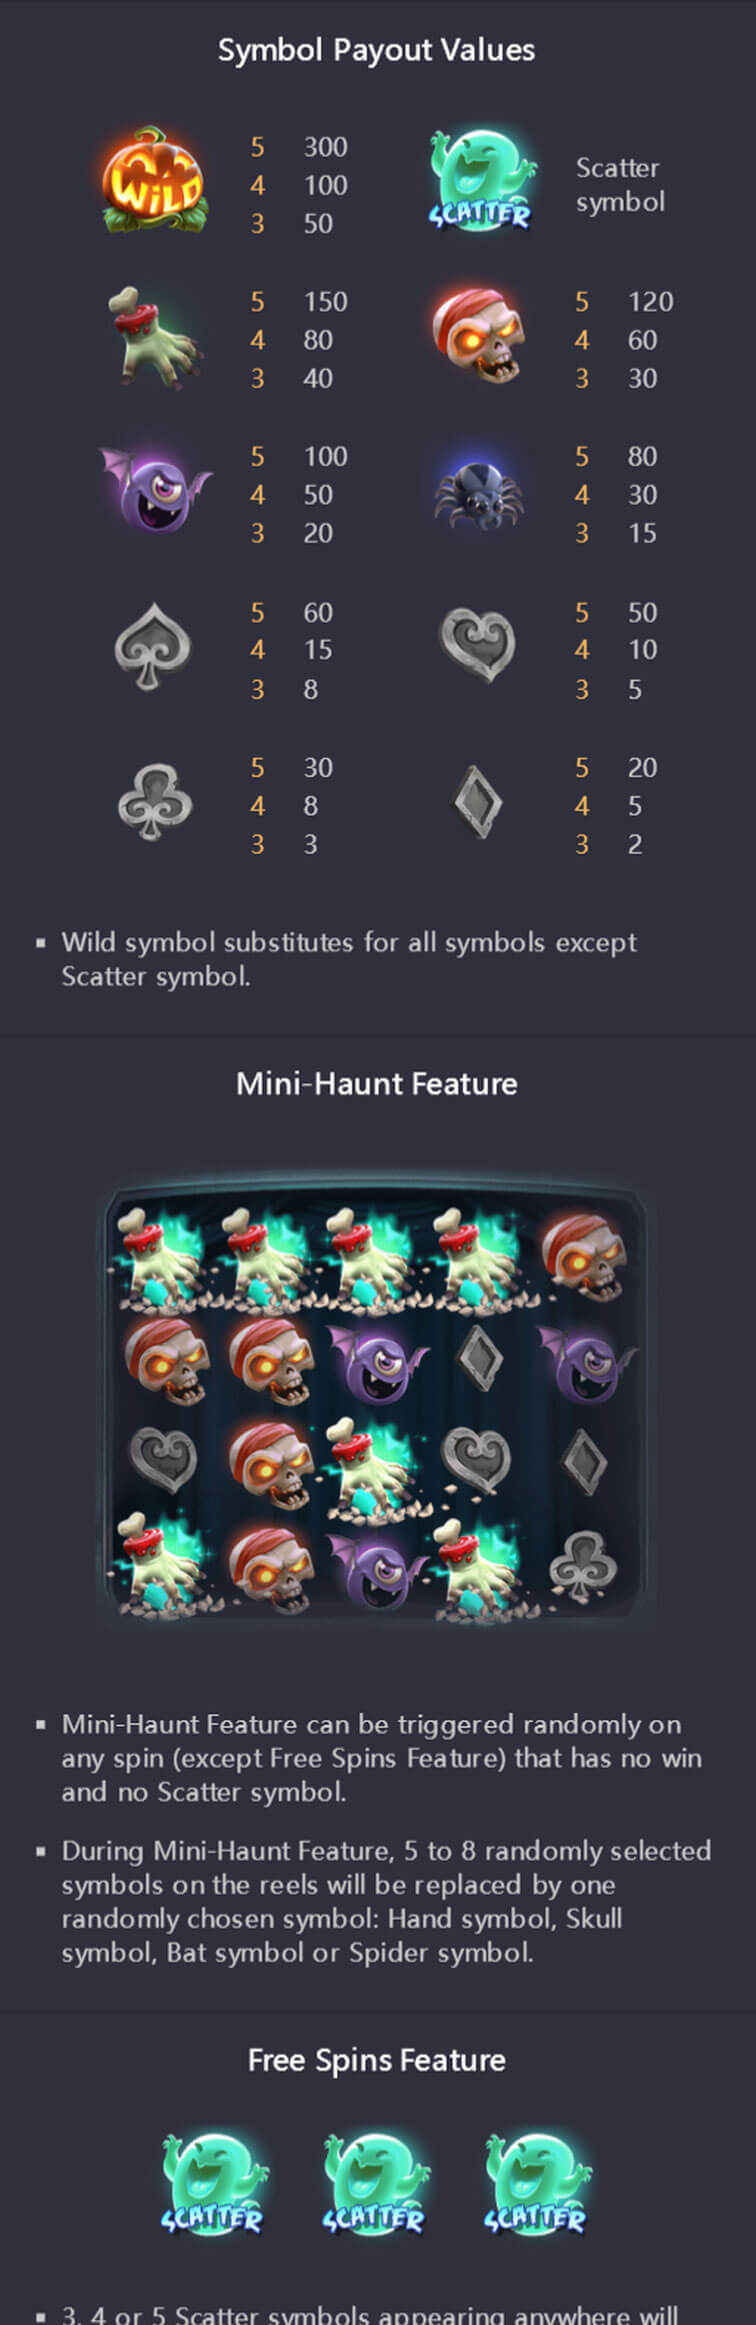 Symbol Payout Values
WILD
5 300
4 100
3 50
SCATTER
Scatter
symbol
5 150
4 80
3 40
5 120
4 60
3 30
5 100
4 50
3 20
5 80
4 30
3 15
5 60
4 15
3 8
5 50
4 10
3 5
5 30
4 8
3 3
5 20
4 5
3 2
▪ Wild symbol substitutes for all symbols except
Scatter symbol.
Mini-Haunt Feature
▪ Mini-Haunt Feature can be triggered randomly on
any spin (except Free Spins Feature) that has no win
and no Scatter symbol.
▪ During Mini-Haunt Feature, 5 to 8 randomly selected
symbols on the reels will be replaced by one
randomly chosen symbol: Hand symbol, Skull
symbol, Bat symbol or Spider symbol.
Free Spins Feature
SCATTER SCATTER SCATTER
▪ 3, 4 or 5 Scatter symbols appearing anywhere will